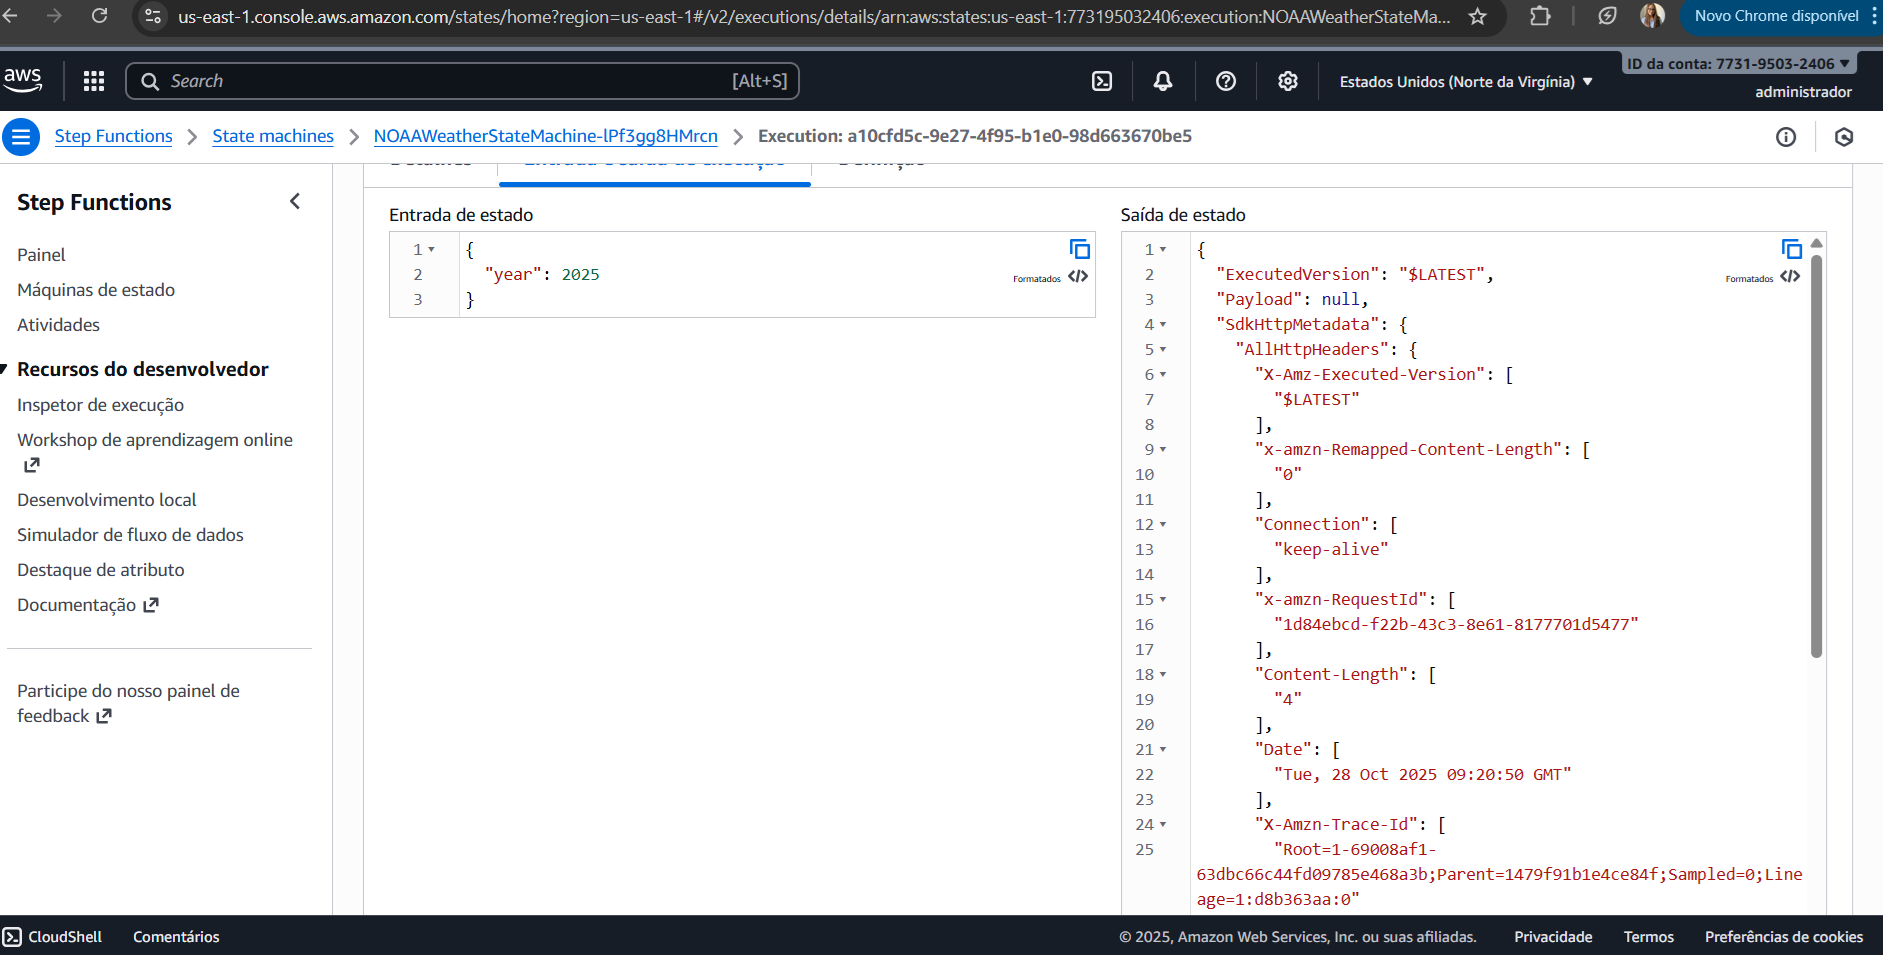 us-east-1.console.aws.amazon.com/states/home?region=us-east-1#/v2/executions/details/arn:aws:states:us-east-1:773195032406:execution:NOAAWeatherStateMa...
Novo Chrome disponível
aws
Search
[Alt+S]
Estados Unidos (Norte da Virgínia)
ID da conta: 7731-9503-2406
administrador
Step Functions
State machines
NOAAWeatherStateMachine-lPf3gg8HMrcn
Execution: a10cfd5c-9e27-4f95-b1e0-98d663670be5
Step Functions
Painel
Máquinas de estado
Atividades
Recursos do desenvolvedor
Inspetor de execução
Workshop de aprendizagem online
Desenvolvimento local
Simulador de fluxo de dados
Destaque de atributo
Documentação
Participe do nosso painel de
feedback
Entrada de estado
1 {
2 "year": 2025
3 }
Formatados
Saída de estado
Formatados
1 {
2 "ExecutedVersion": "$LATEST",
3 "Payload": null,
4 "SdkHttpMetadata": {
5 "AllHttpHeaders": {
6 "X-Amz-Executed-Version": [
7 "$LATEST"
8 ],
9 "x-amzn-Remapped-Content-Length": [
10 "0"
11 ],
12 "Connection": [
13 "keep-alive"
14 ],
15 "x-amzn-RequestId": [
16 "1d84ebcd-f22b-43c3-8e61-8177701d5477"
17 ],
18 "Content-Length": [
19 "4"
20 ],
21 "Date": [
22 "Tue, 28 Oct 2025 09:20:50 GMT"
23 ],
24 "X-Amzn-Trace-Id": [
25 "Root=1-69008af1-
63dbc66c44fd09785e468a3b;Parent=1479f91b1e4ce84f;Sampled=0;Line
age=1:d8b363aa:0"
CloudShell
Comentários
© 2025, Amazon Web Services, Inc. ou suas afiliadas.
Privacidade
Termos
Preferências de cookies